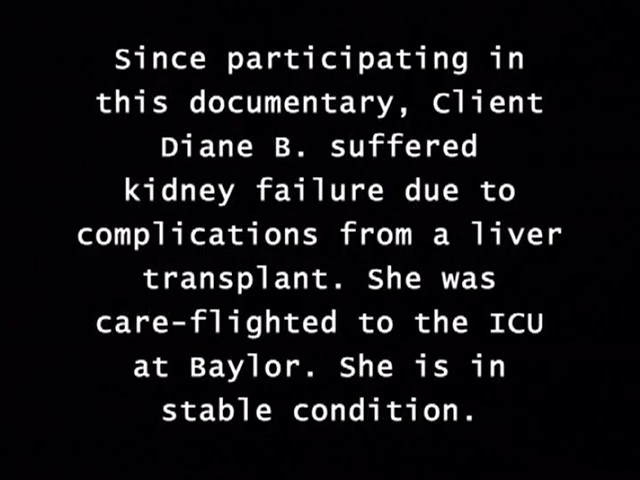 Since participating in
this documentary, Client
Diane B. suffered
kidney failure due to
complications from a liver
transplant. She was
care-flighted to the ICU
at Baylor. She is in
stable condition.